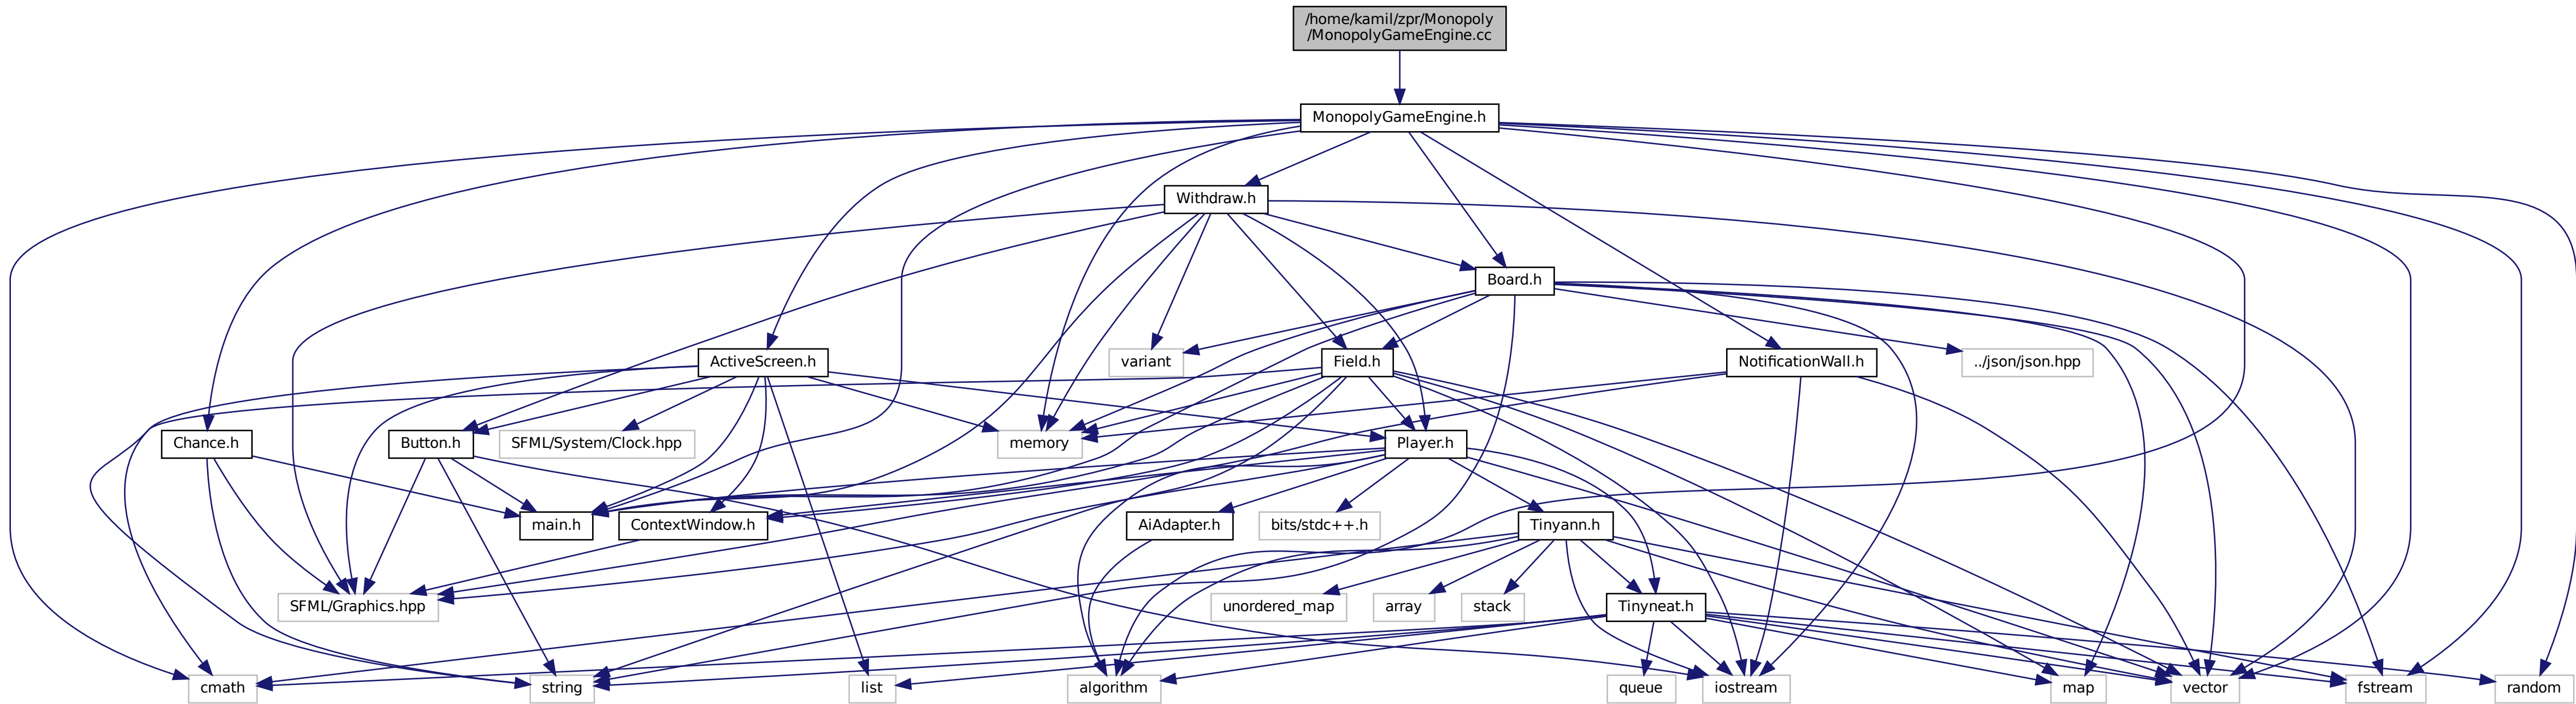 /home/kamil/zpr/Monopoly
/MonopolyGameEngine.cc
MonopolyGameEngine.h
Withdraw.h
Board.h
ActiveScreen.h
variant
Field.h
NotificationWall.h
../json/json.hpp
Chance.h
Button.h
SFML/System/Clock.hpp
memory
Player.h
main.h
ContextWindow.h
AiAdapter.h
bits/stdc++.h
Tinyann.h
SFML/Graphics.hpp
unordered_map
array
stack
Tinyneat.h
cmath
string
list
algorithm
queue
iostream
map
vector
fstream
random